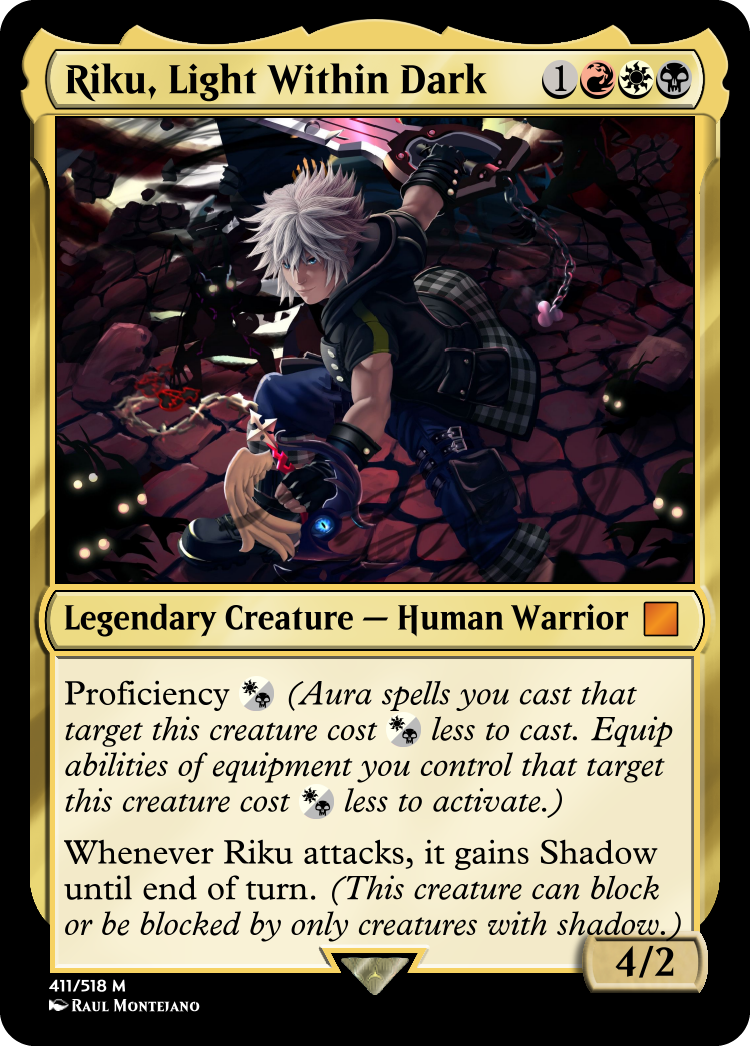 Riku, Light Within Dark 1
Legendary Creature — Human Warrior
Proficiency (Aura spells you cast that
target this creature cost less to cast. Equip
abilities of equipment you control that target
this creature cost less to activate.)
Whenever Riku attacks, it gains Shadow
until end of turn. (This creature can block
or be blocked by only creatures with shadow.)
4/2
411/518 M
Raul Montejano